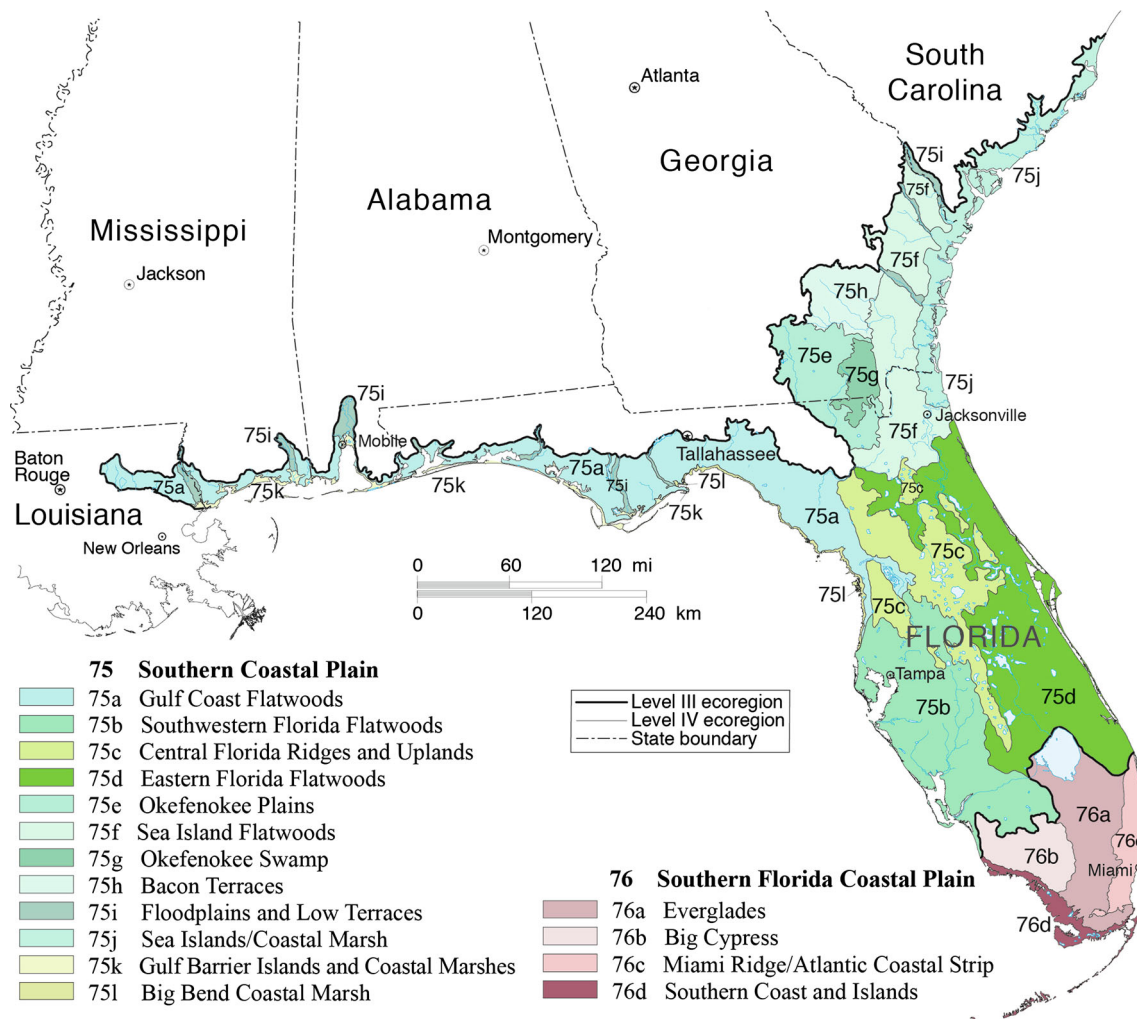 South
Carolina
Atlanta
Georgia
75i
75f
75j
Alabama
Montgomery
Mississippi
Jackson
75f
75h
75e
75g
75j
Jacksonville
75f
75i
75i
Mobile
Baton
Rouge
75a
75k
75k
75a
75i
Tallahassee
75l
75k
75a
75c
Louisiana
New Orleans
75c
75l
75c
0 60 120 mi
0 120 240 km
FLORIDA
Tampa
75b
75d
Level III ecoregion
Level IV ecoregion
State boundary
76a
76b
76c
Miami
76d
75 Southern Coastal Plain
75a Gulf Coast Flatwoods
75b Southwestern Florida Flatwoods
75c Central Florida Ridges and Uplands
75d Eastern Florida Flatwoods
75e Okefenokee Plains
75f Sea Island Flatwoods
75g Okefenokee Swamp
75h Bacon Terraces
75i Floodplains and Low Terraces
75j Sea Islands/Coastal Marsh
75k Gulf Barrier Islands and Coastal Marshes
75l Big Bend Coastal Marsh
76 Southern Florida Coastal Plain
76a Everglades
76b Big Cypress
76c Miami Ridge/Atlantic Coastal Strip
76d Southern Coast and Islands